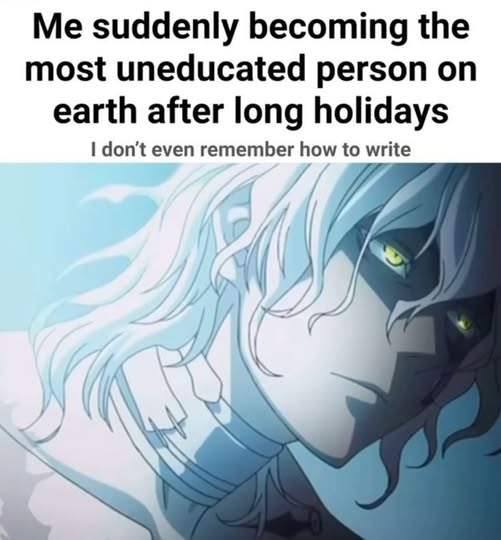 Me suddenly becoming the
most uneducated person on
earth after long holidays
I don't even remember how to write